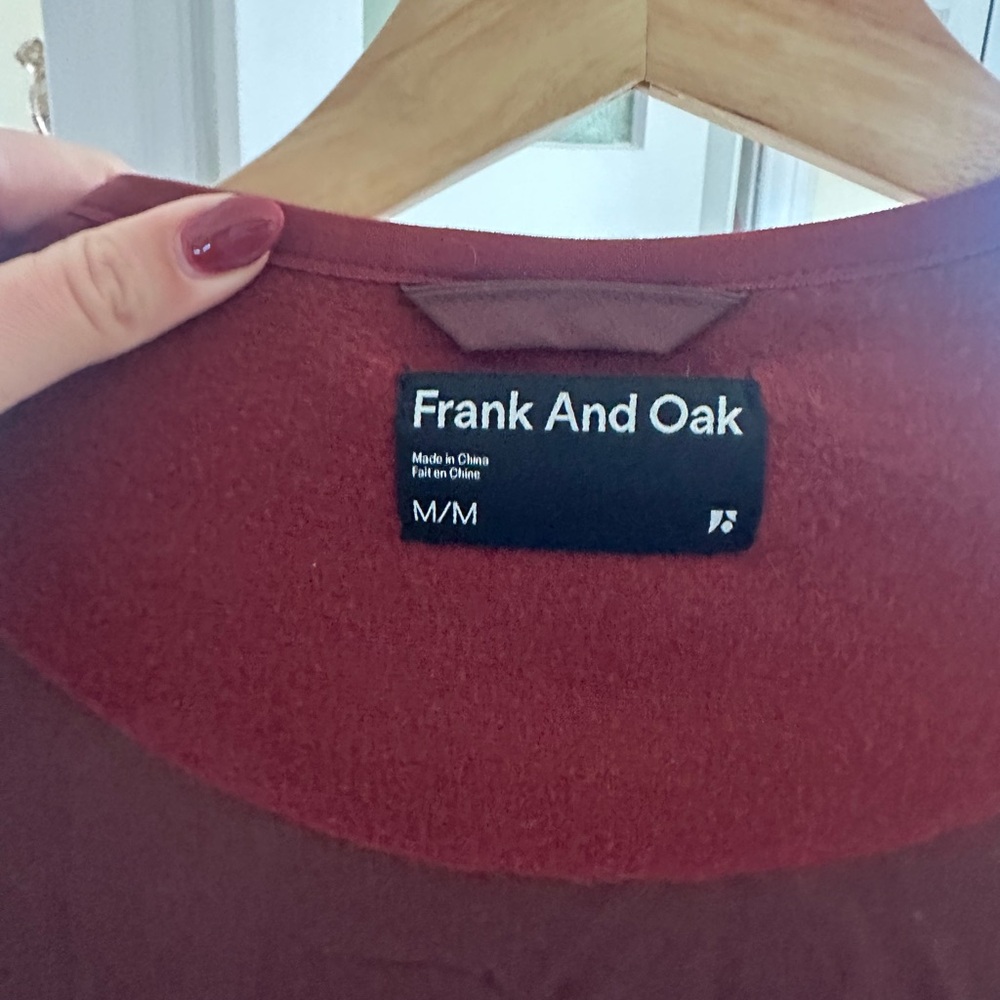 Frank And Oak
Made in China
Fait en Chine
M/M